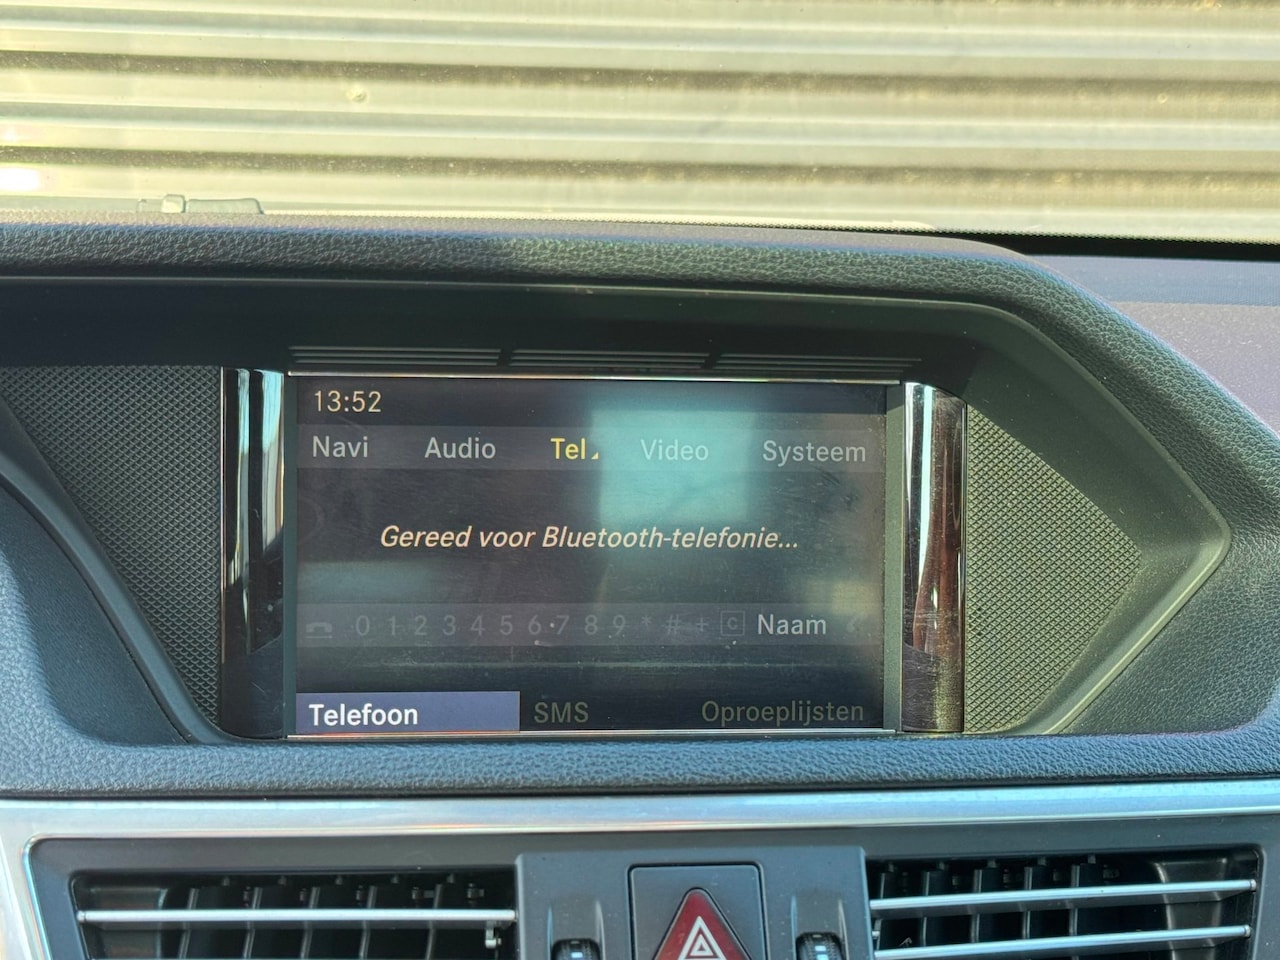 13:52
Navi Audio Tel Video Systeem
Gereed voor Bluetooth-telefonie...
0 1 2 3 4 5 6 7 8 9 * # + C Naam
Telefoon SMS Oproeplijsten